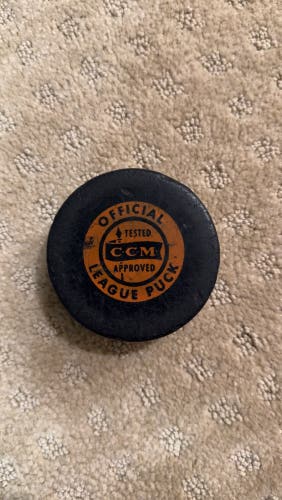 OFFICIAL
TESTED
CCM
APPROVED
LEAGUE PUCK